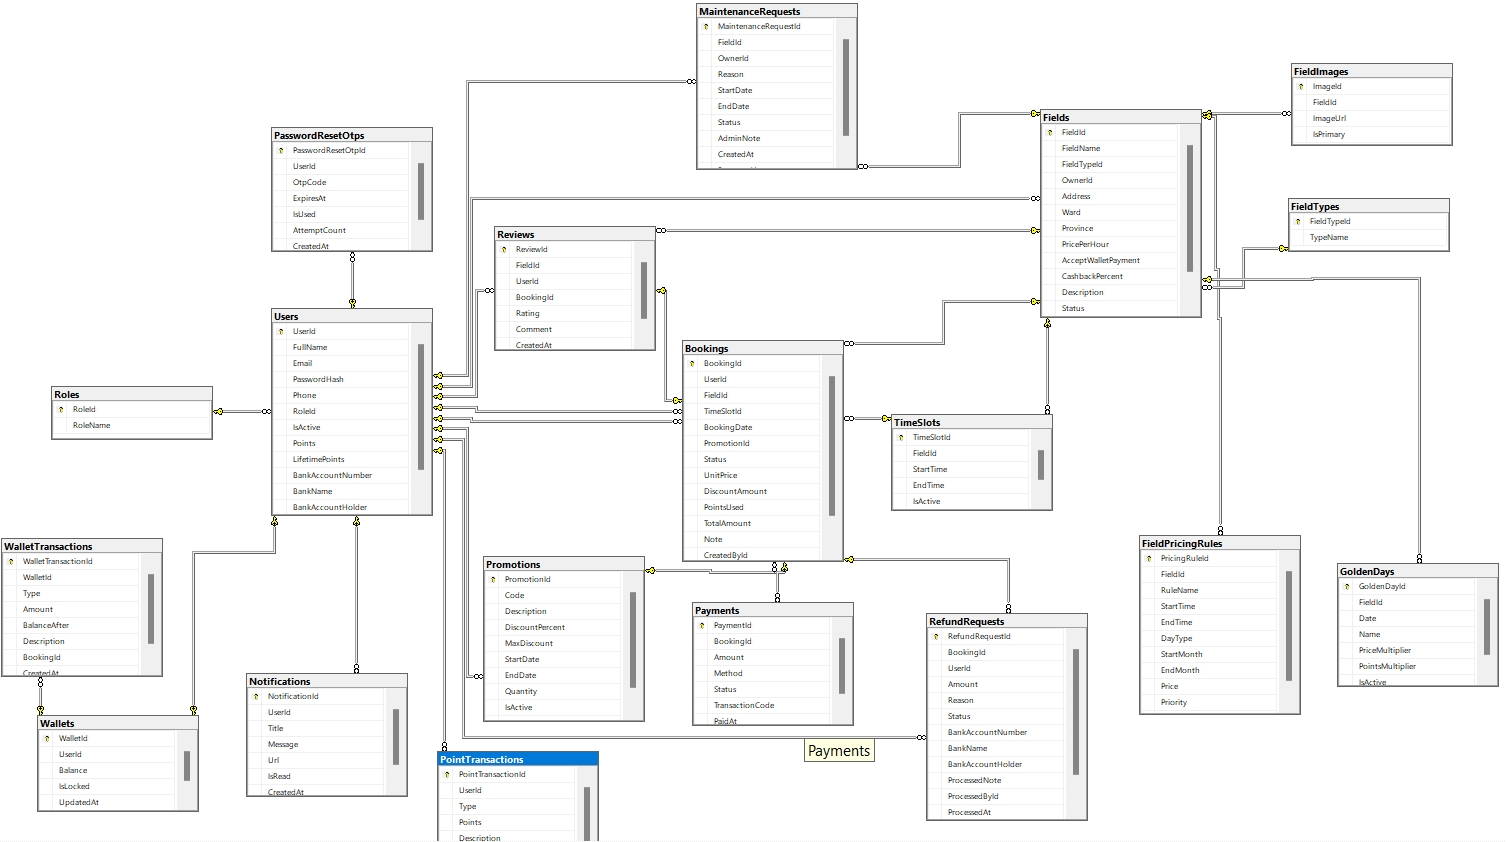 MaintenanceRequests
MaintenanceRequestId
FieldId
OwnerId
Reason
StartDate
EndDate
Status
AdminNote
CreatedAt
FieldImages
ImageId
FieldId
ImageUrl
IsPrimary
Fields
FieldId
FieldName
FieldTypeId
OwnerId
Address
Ward
Province
PricePerHour
AcceptWalletPayment
CashbackPercent
Description
Status
PasswordResetOtps
PasswordResetOtpId
UserId
OtpCode
ExpiresAt
IsUsed
AttemptCount
CreatedAt
FieldTypes
FieldTypeId
TypeName
Reviews
ReviewId
FieldId
UserId
BookingId
Rating
Comment
CreatedAt
Users
UserId
FullName
Email
PasswordHash
Phone
RoleId
IsActive
Points
LifetimePoints
BankAccountNumber
BankName
BankAccountHolder
Bookings
BookingId
UserId
FieldId
TimeSlotId
BookingDate
PromotionId
Status
UnitPrice
DiscountAmount
PointsUsed
TotalAmount
Note
CreatedById
Roles
RoleId
RoleName
TimeSlots
TimeSlotId
FieldId
StartTime
EndTime
IsActive
WalletTransactions
WalletTransactionId
WalletId
Type
Amount
BalanceAfter
Description
BookingId
CreatedAt
Promotions
PromotionId
Code
Description
DiscountPercent
MaxDiscount
StartDate
EndDate
Quantity
IsActive
FieldPricingRules
PricingRuleId
FieldId
RuleName
StartTime
EndTime
DayType
StartMonth
EndMonth
Price
Priority
GoldenDays
GoldenDayId
FieldId
Date
Name
PriceMultiplier
PointsMultiplier
IsActive
Payments
PaymentId
BookingId
Amount
Method
Status
TransactionCode
PaidAt
RefundRequests
RefundRequestId
BookingId
UserId
Amount
Reason
Status
BankAccountNumber
BankName
BankAccountHolder
ProcessedNote
ProcessedById
ProcessedAt
Notifications
NotificationId
UserId
Title
Message
Url
IsRead
CreatedAt
Wallets
WalletId
UserId
Balance
IsLocked
UpdatedAt
Payments
PointTransactions
PointTransactionId
UserId
Type
Points
Description